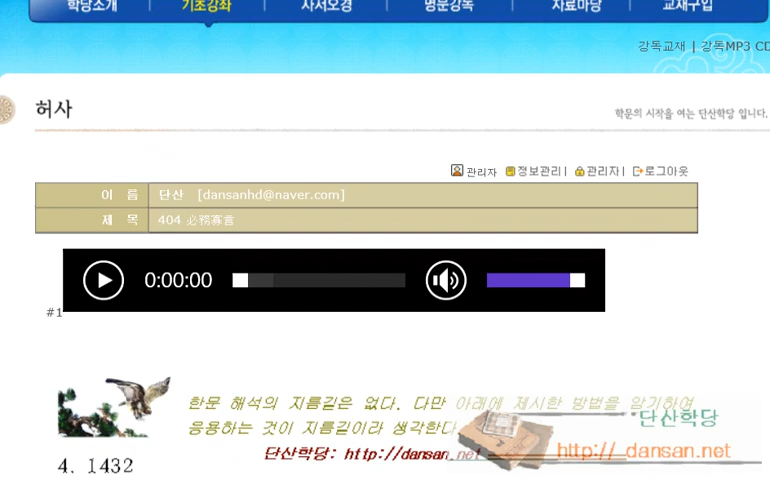 학당소개 기초강좌 사서오경 명문강독 자료마당 교재구입
강독교재 | 강독MP3 CD
허사
학문의 시작을 여는 단산학당 입니다.
관리자 정보관리 | 관리자 | 로그아웃
이 름 단산 [dansanhd@naver.com]
제 목 404 必務寡言
0:00:00
#1
한문 해석의 지름길은 없다. 다만 아래에 제시한 방법을 암기하여
응용하는 것이 지름길이라 생각한다
단산학당
단산학당: http://dansan.net
http:// dansan.net
4. 1432